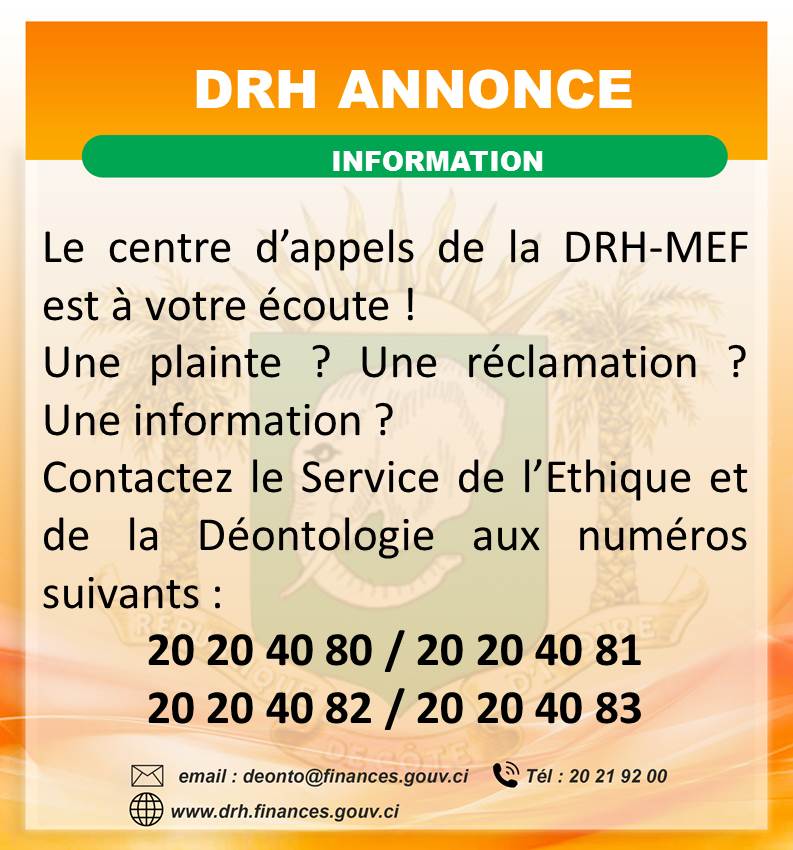 DRH ANNONCE
INFORMATION
Le centre d’appels de la DRH-MEF
est à votre écoute !
Une plainte ? Une réclamation ?
Une information ?
Contactez le Service de l’Ethique et
de la Déontologie aux numéros
suivants :
20 20 40 80 / 20 20 40 81
20 20 40 82 / 20 20 40 83
email : deonto@finances.gouv.ci Tél : 20 21 92 00
www.drh.finances.gouv.ci